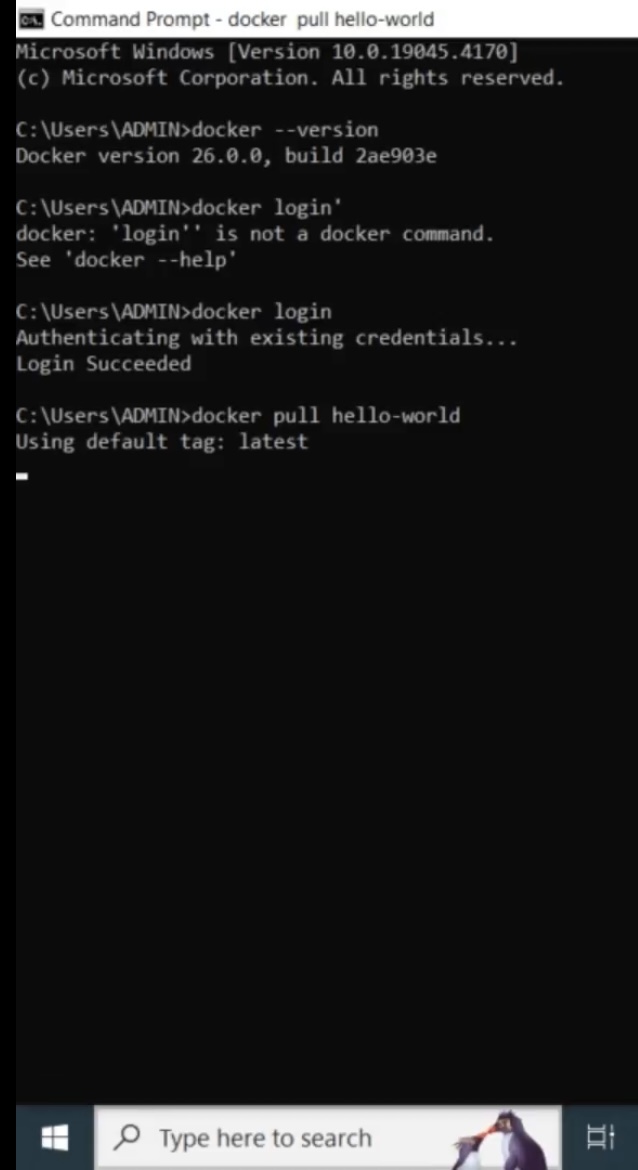 Command Prompt - docker  pull hello-world
Microsoft Windows [Version 10.0.19045.4170]
(c) Microsoft Corporation. All rights reserved.
C:\Users\ADMIN>docker --version
Docker version 26.0.0, build 2ae903e
C:\Users\ADMIN>docker login'
docker: 'login'' is not a docker command.
See 'docker --help'
C:\Users\ADMIN>docker login
Authenticating with existing credentials...
Login Succeeded
C:\Users\ADMIN>docker pull hello-world
Using default tag: latest
Type here to search